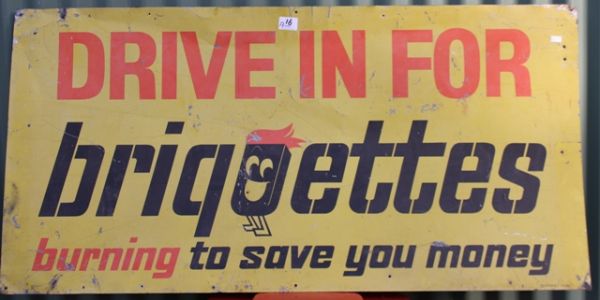 DRIVE IN FOR
briquettes
burning to save you money